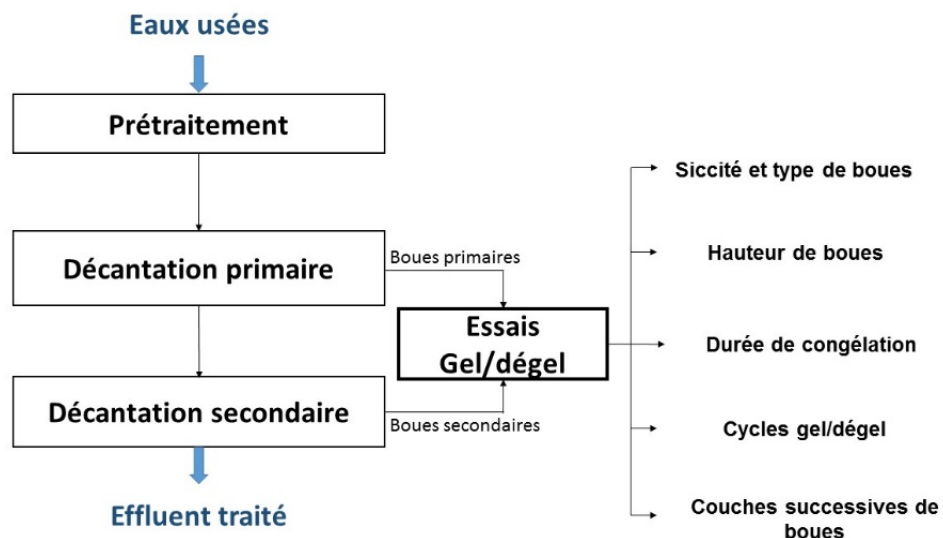 Eaux usées
Prétraitement
Décantation primaire
Boues primaires
Essais
Gel/dégel
Décantation secondaire
Boues secondaires
Effluent traité
Siccité et type de boues
Hauteur de boues
Durée de congélation
Cycles gel/dégel
Couches successives de
boues